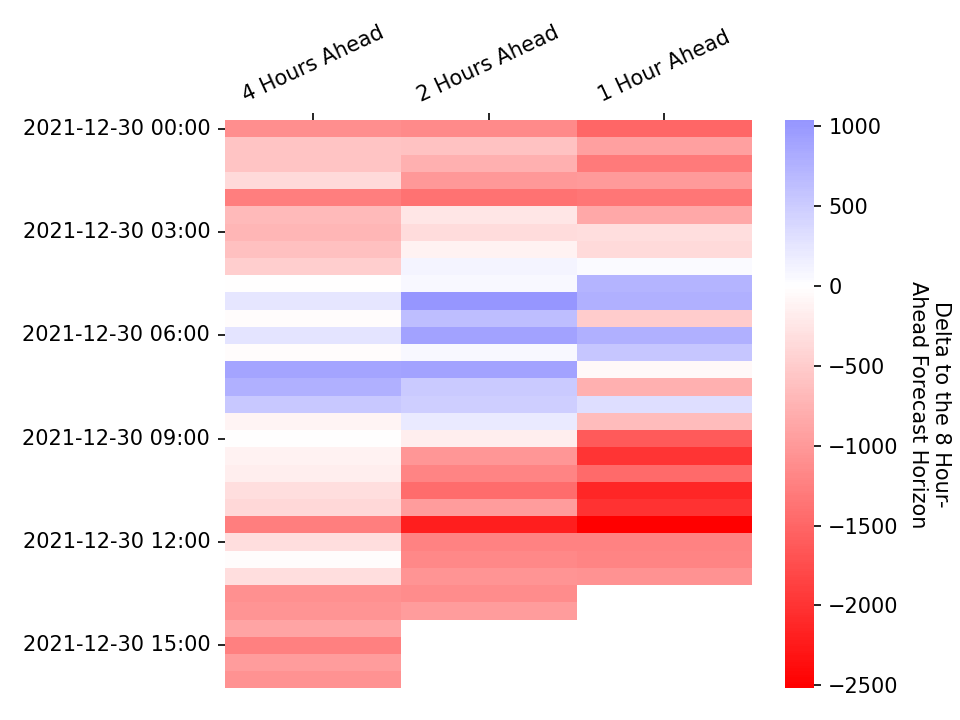 4 Hours Ahead
2 Hours Ahead
1 Hour Ahead
2021-12-30 00:00
2021-12-30 03:00
2021-12-30 06:00
2021-12-30 09:00
2021-12-30 12:00
2021-12-30 15:00
1000
500
0
−500
−1000
−1500
−2000
−2500
Delta to the 8 Hour-
Ahead Forecast Horizon